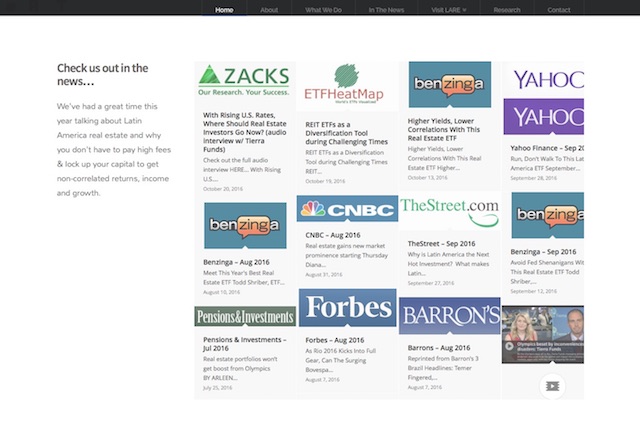 Home About What We Do In The News Visit LARE Research Contact
Check us out in the
news…
We've had a great time this
year talking about Latin
America real estate and why
you don't have to pay high fees
& lock up your capital to get
non-correlated returns, income
and growth.
ZACKS
Our Research. Your Success.
With Rising U.S. Rates,
Where Should Real Estate
Investors Go Now? (audio
interview w/ Tierra
Funds)
Check out the full audio
interview HERE... With Rising
U.S....
October 20, 2016
benzinga
Benzinga – Aug 2016
Meet This Year's Best Real
Estate ETF Todd Shriber, ETF...
August 10, 2016
Pensions&Investments
Pensions & Investments –
Jul 2016
Real estate portfolios won't
get boost from Olympics
BY ARLEEN...
July 25, 2016
ETFHeatMap
World's ETFs Visualized
REIT ETFs as a
Diversification Tool
during Challenging Times
REIT ETFs as a Diversification
Tool during Challenging Times
REIT...
October 19, 2016
CNBC
CNBC – Aug 2016
Real estate gains new market
prominence starting Thursday
Diana...
August 31, 2016
Forbes
Forbes – Aug 2016
As Rio 2016 Kicks Into Full
Gear, Can The Surging
Bovespa...
August 7, 2016
benzinga
Higher Yields, Lower
Correlations With This
Real Estate ETF
Higher Yields, Lower
Correlations With This Real
Estate ETF Higher...
October 13, 2016
TheStreet.com
TheStreet – Sep 2016
Why is Latin America the Next
Hot Investment? What makes
Latin...
September 27, 2016
BARRON'S
Barrons – Aug 2016
Reprinted from Barron's 3
Brazil Headlines: Temer
Fingered,...
August 7, 2016
YAHOO
YAHOO
Yahoo Finance – Sep 20
Run, Don't Walk To This Lat
America ETF September...
September 28, 2016
benzinga
Benzinga – Sep 2016
Avoid Fed Shenanigans Wit
This Real Estate ETF Todd
Shriber,...
September 12, 2016
Olympics boost by inconveniences
disasters: Tierra Funds